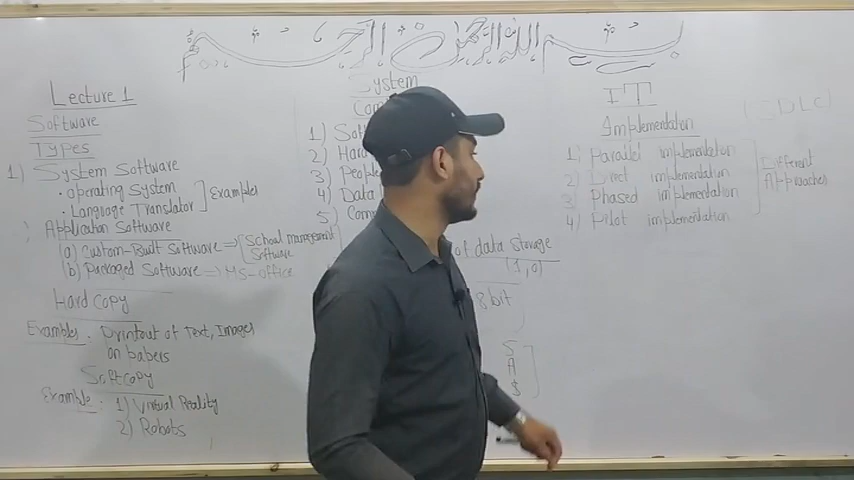 بسم الله الرحمن الرحيم
Lecture 1
Software
Types
1) System Software
. Operating System
. Language Translator ] Examples
) Application Software
(a) Custom-Built Software ⇒ [School management
Software
(b) Packaged Software ⇒ MS-office
Hard Copy
Examples . Printout of Text, Images
on papers
Softcopy
Example . 1) Virtual Reality
2) Robots
System
1)
2)
3) People
4) Data
5)
of data storage
(1,0)
8 bit
S
A
$
IT
(SDLC)
Implementation
1) Parallel implementation
2) Direct implementation
3) Phased implementation
4) Pilot implementation
] Different
Approaches